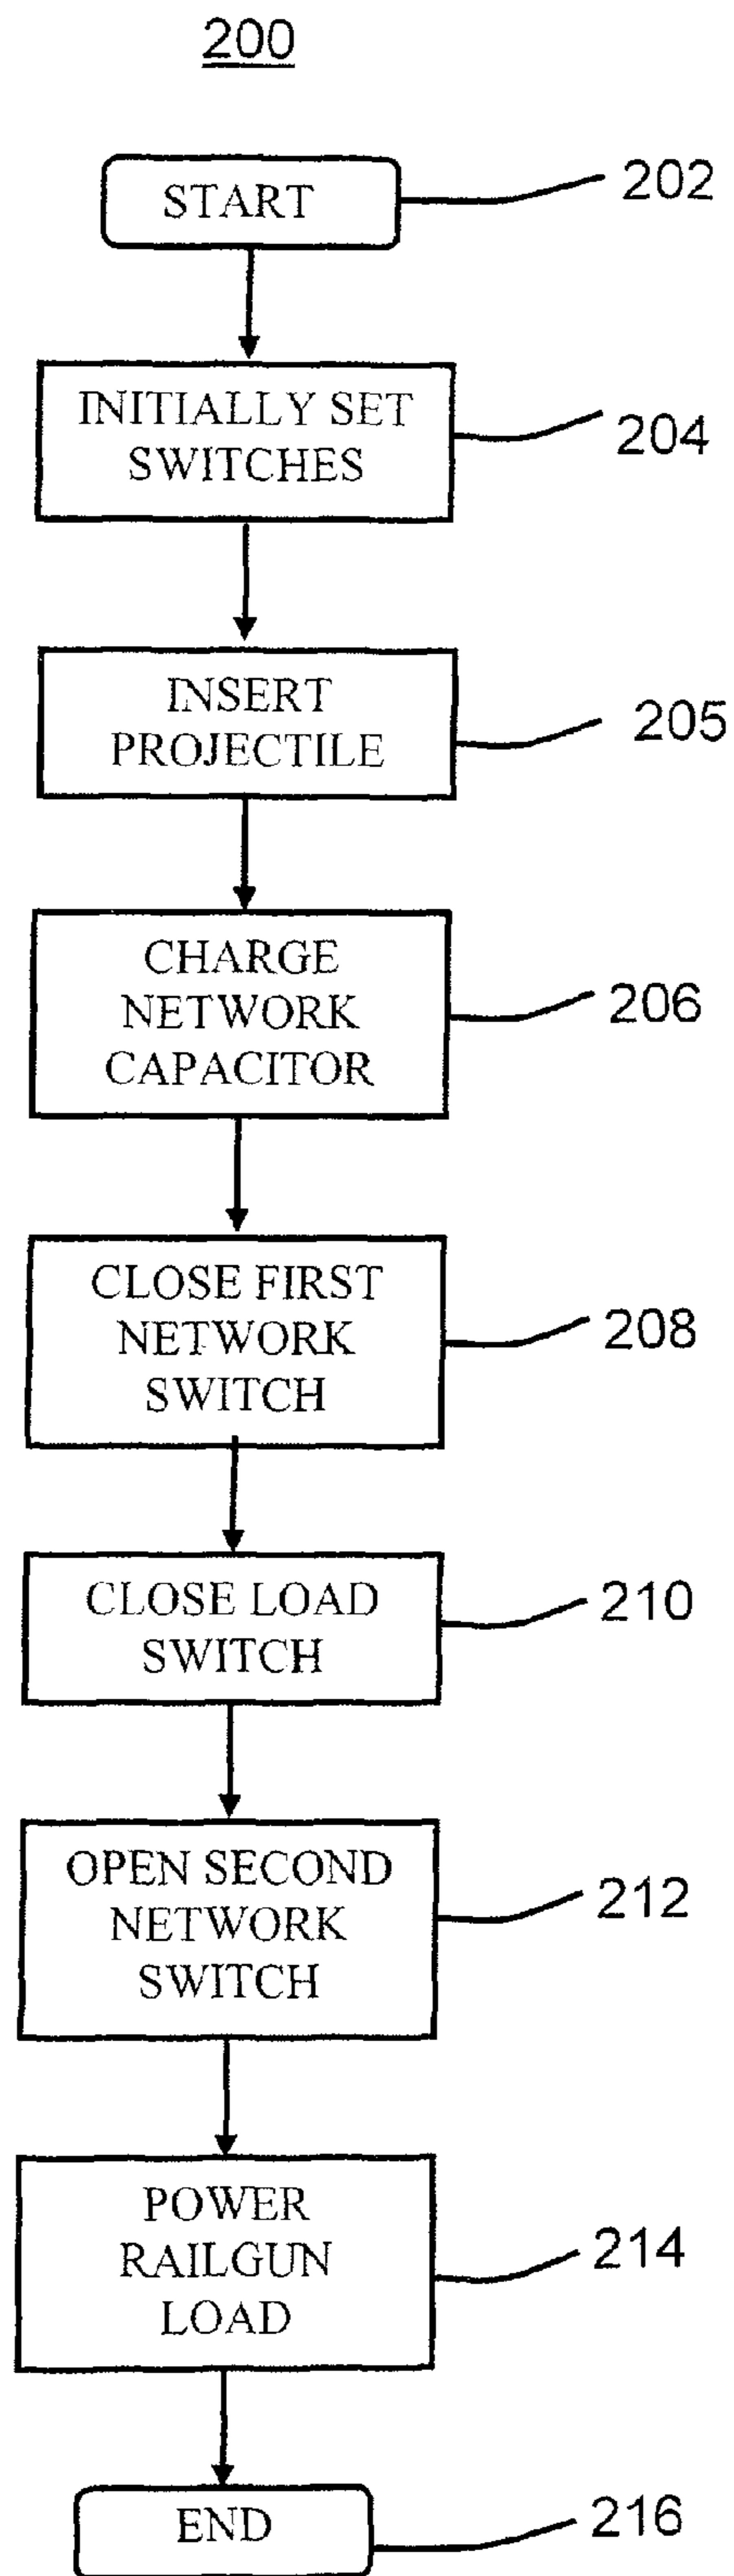 200
START
202
INITIALLY SET
SWITCHES
204
INSERT
PROJECTILE
205
CHARGE
NETWORK
CAPACITOR
206
CLOSE FIRST
NETWORK
SWITCH
208
CLOSE LOAD
SWITCH
210
OPEN SECOND
NETWORK
SWITCH
212
POWER
RAILGUN
LOAD
214
END
216